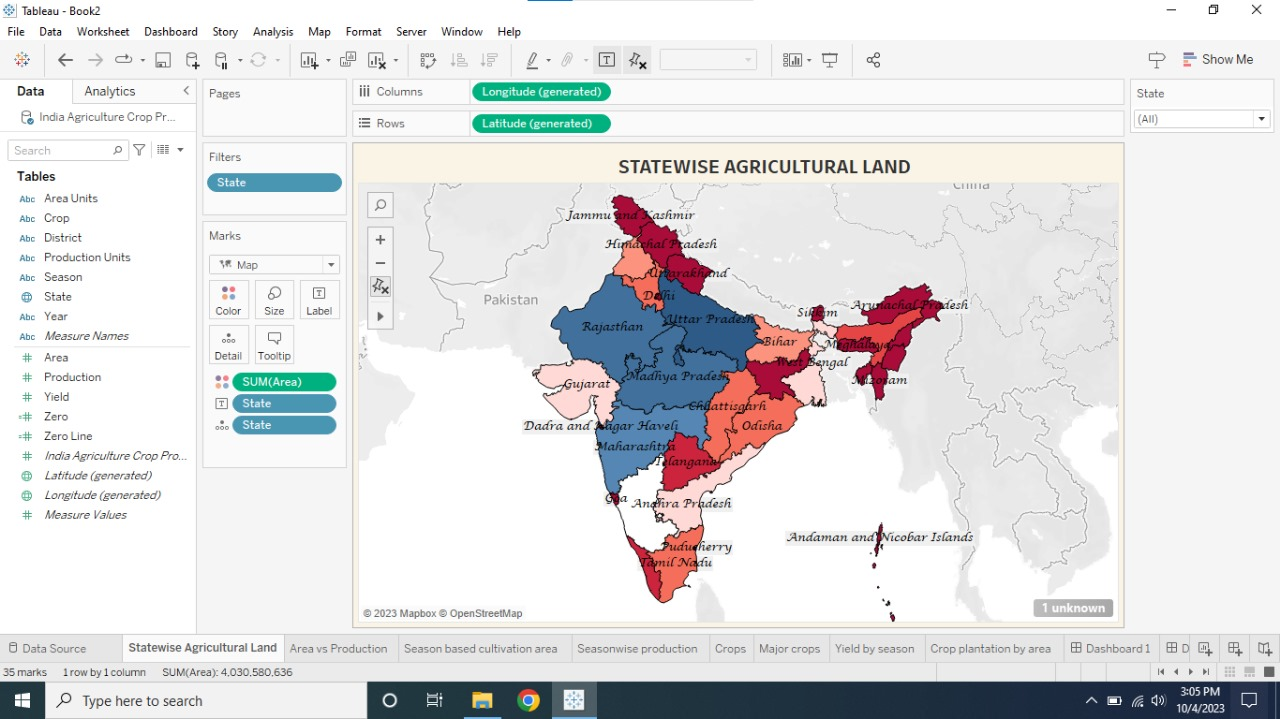 Tableau - Book2
File Data Worksheet Dashboard Story Analysis Map Format Server Window Help
Show Me
Data Analytics
India Agriculture Crop Pr...
Search
Tables
Abc Area Units
Abc Crop
Abc District
Abc Production Units
Abc Season
State
Abc Year
Abc Measure Names
# Area
# Production
# Yield
=# Zero
=# Zero Line
# India Agriculture Crop Pro...
Latitude (generated)
Longitude (generated)
# Measure Values
Pages
Filters
State
Marks
Map
Color Size Label
Detail Tooltip
SUM(Area)
State
State
Columns Longitude (generated)
Rows Latitude (generated)
STATEWISE AGRICULTURAL LAND
China
Jammu and Kashmir
Himachal Pradesh
Uttarakhand
Pakistan
Delhi
Arunachal Pradesh
Sikkim
Uttar Pradesh
Rajasthan
Bihar
Meghalaya
West Bengal
Madhya Pradesh
Mizoram
Gujarat
Chhattisgarh
Dadra and Nagar Haveli
Odisha
Maharashtra
Telangana
Goa
Andhra Pradesh
Andaman and Nicobar Islands
Puducherry
Tamil Nadu
© 2023 Mapbox © OpenStreetMap
1 unknown
State
(All)
Data Source Statewise Agricultural Land Area vs Production Season based cultivation area Seasonwise production Crops Major crops Yield by season Crop plantation by area Dashboard 1 D
35 marks 1 row by 1 column SUM(Area): 4,030,580,636
Type here to search
3:05 PM
10/4/2023